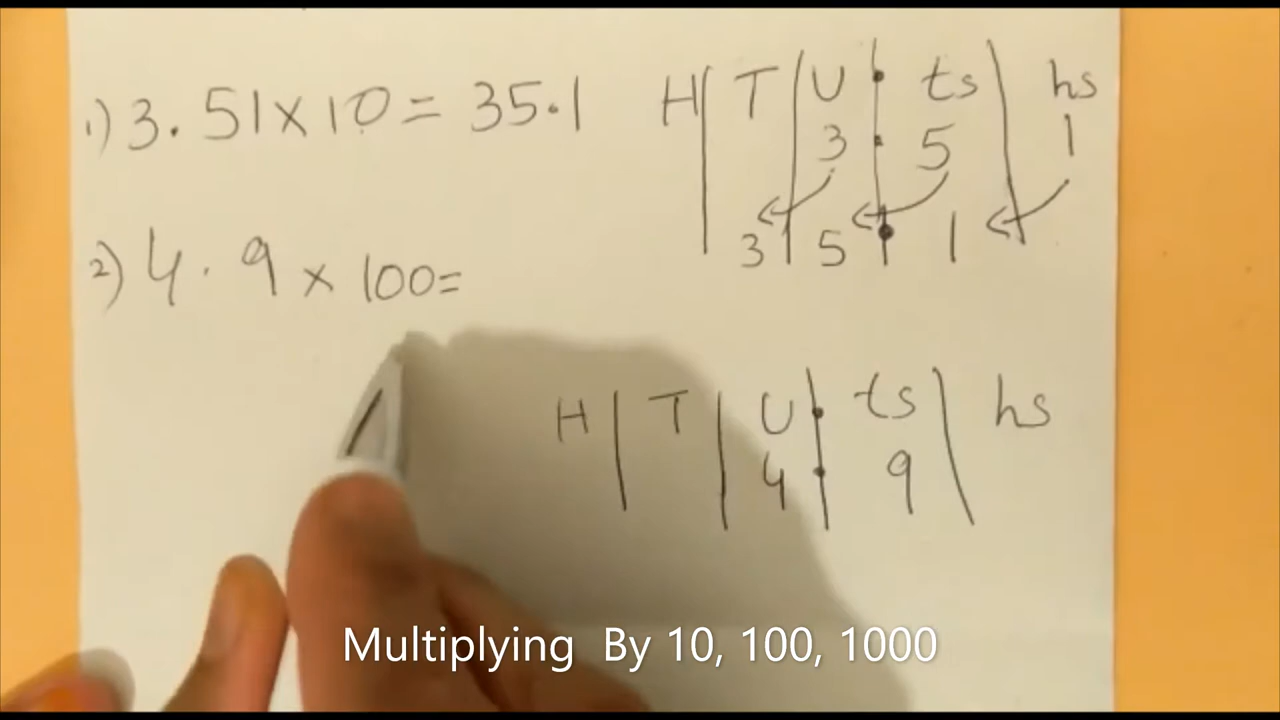 1) 3.51 x 10 = 35.1
H T U . ts hs
3 . 5 1
3 5 . 1
2) 4.9 x 100 =
H T U . ts hs
4 . 9
Multiplying By 10, 100, 1000